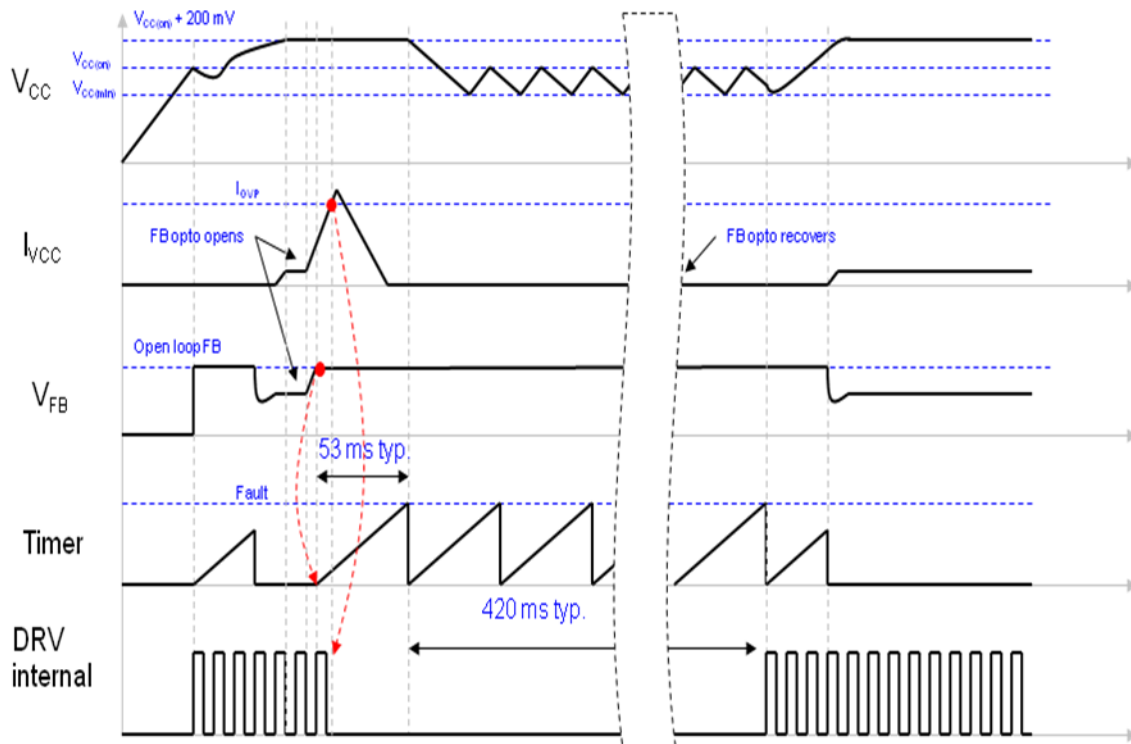 VCC(on) + 200 mV
VCC(on)
VCC(min)
VCC
IOVP
FB opto opens
FB opto recovers
IVCC
Open loop FB
VFB
53 ms typ.
Fault
Timer
420 ms typ.
DRV
internal